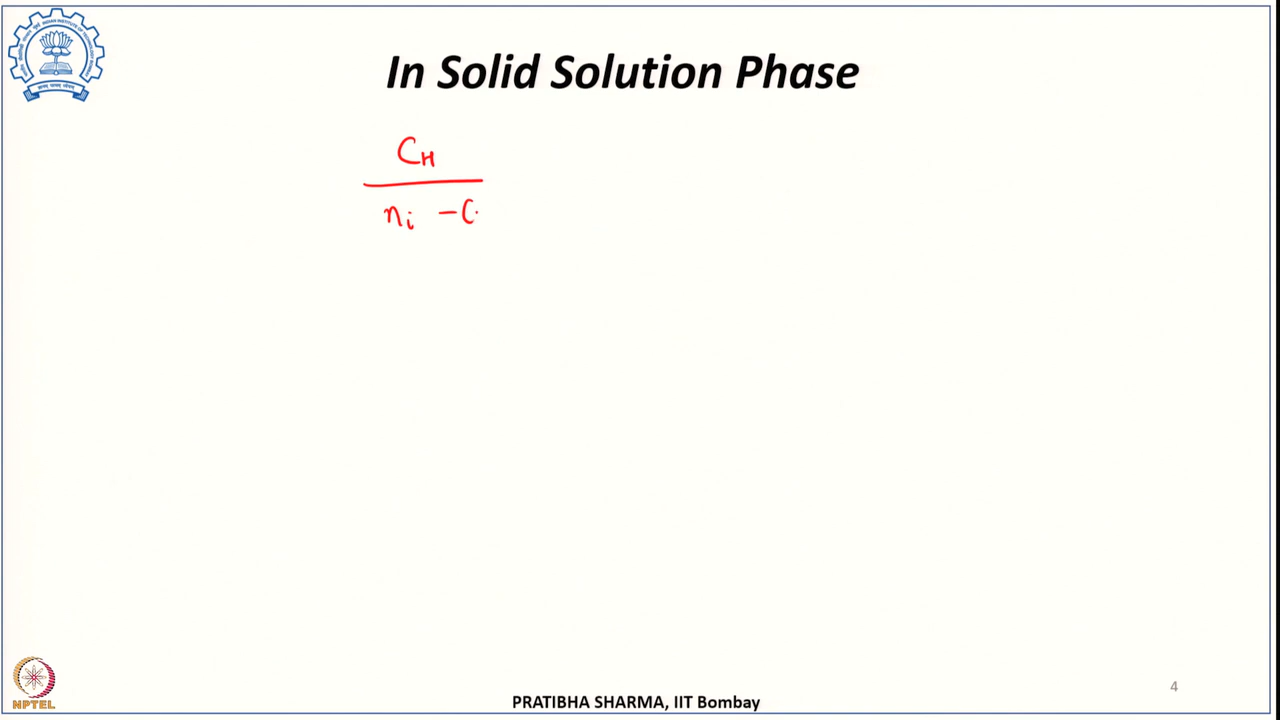 In Solid Solution Phase
C_H
n_i - C
NPTEL
PRATIBHA SHARMA, IIT Bombay
4